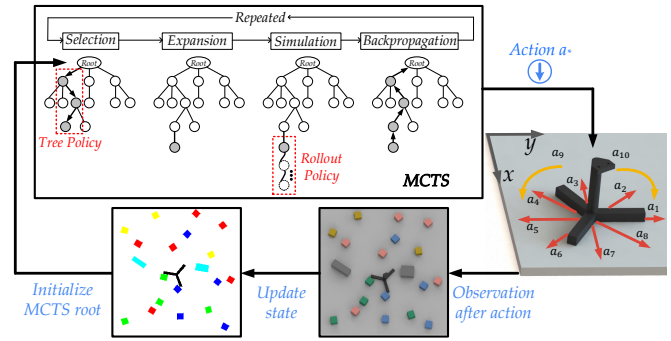 Repeated
Selection Expansion Simulation Backpropagation
Root Root Root Root
Tree Policy
Rollout
Policy
MCTS
Action a*
y
x
a9 a10
a3 a2
a4 a1
a5
a6 a7 a8
Initialize
MCTS root
Update
state
Observation
after action